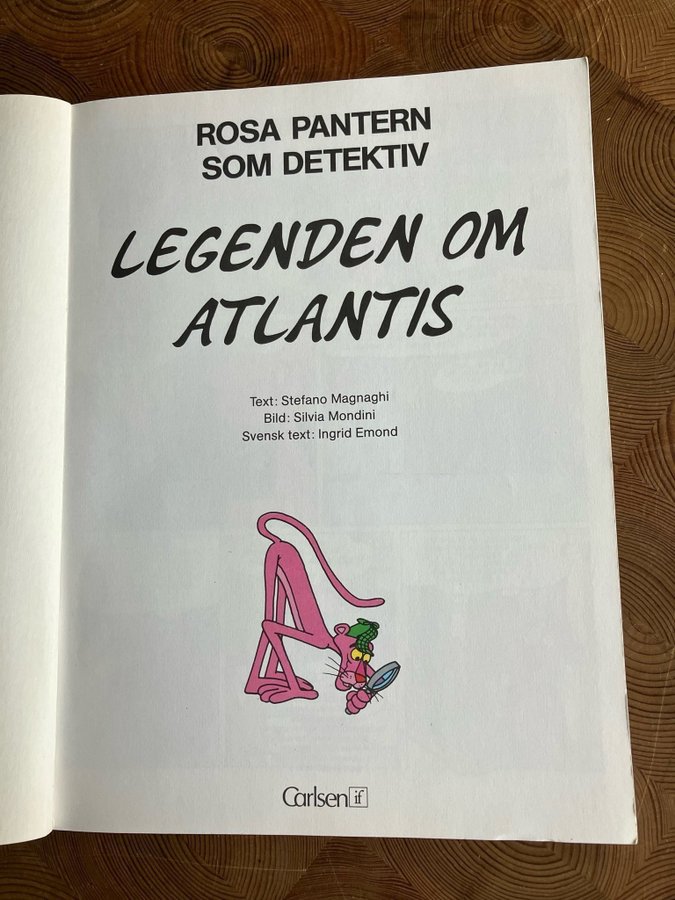 ROSA PANTERN
SOM DETEKTIV
LEGENDEN OM
ATLANTIS
Text: Stefano Magnaghi
Bild: Silvia Mondini
Svensk text: Ingrid Emond
Carlsen if